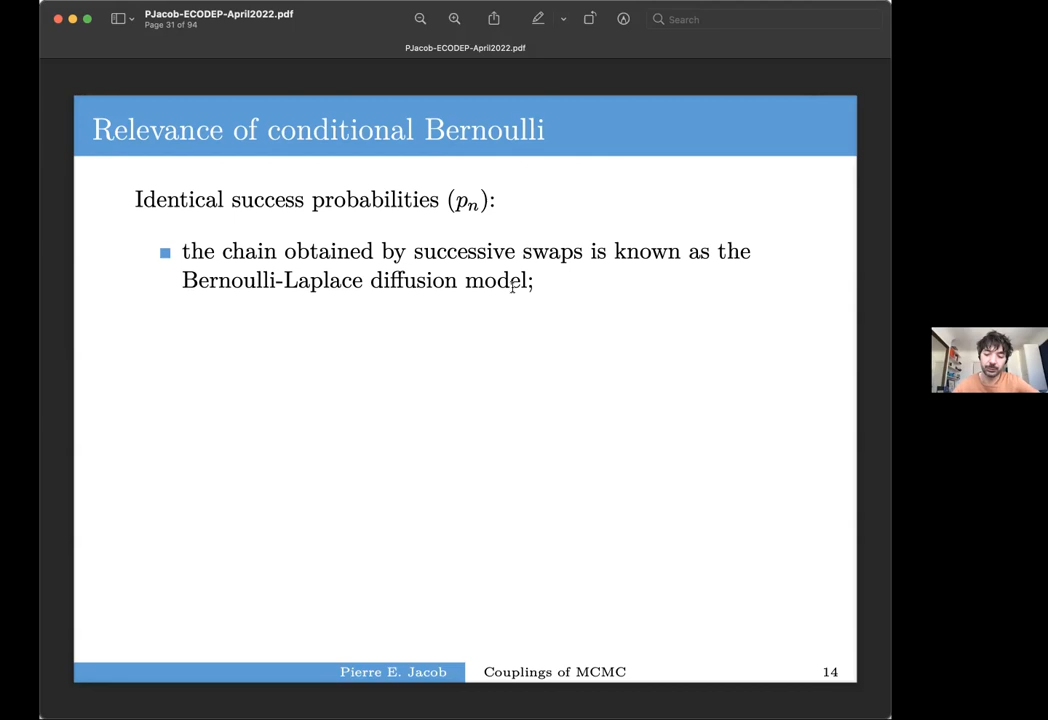 PJacob-ECODEP-April2022.pdf
Page 31 of 94
Search
PJacob-ECODEP-April2022.pdf
Relevance of conditional Bernoulli
Identical success probabilities (pₙ):
the chain obtained by successive swaps is known as the
Bernoulli-Laplace diffusion model;
Pierre E. Jacob
Couplings of MCMC
14